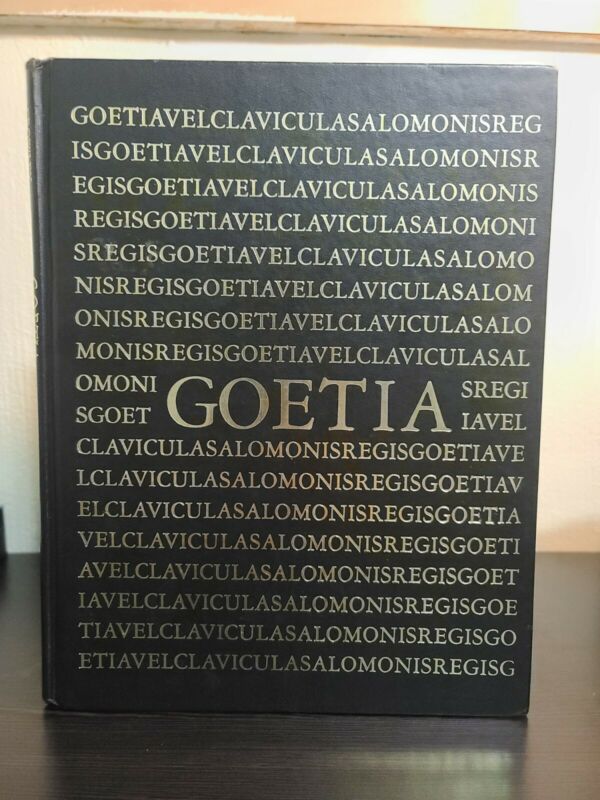 GOETIAVELCLAVICULASALOMONISREG
ISGOETIAVELCLAVICULASALOMONISR
EGISGOETIAVELCLAVICULASALOMONIS
REGISGOETIAVELCLAVICULASALOMONI
SREGISGOETIAVELCLAVICULASALOMO
NISREGISGOETIAVELCLAVICULASALOM
ONISREGISGOETIAVELCLAVICULASALO
MONISREGISGOETIAVELCLAVICULASAL
OMONI SREGI
GOETIA
SGOET IAVEL
CLAVICULASALOMONISREGISGOETIAVE
LCLAVICULASALOMONISREGISGOETIAV
ELCLAVICULASALOMONISREGISGOETIA
VELCLAVICULASALOMONISREGISGOETI
AVELCLAVICULASALOMONISREGISGOET
IAVELCLAVICULASALOMONISREGISGOE
TIAVELCLAVICULASALOMONISREGISGO
ETIAVELCLAVICULASALOMONISREGISG